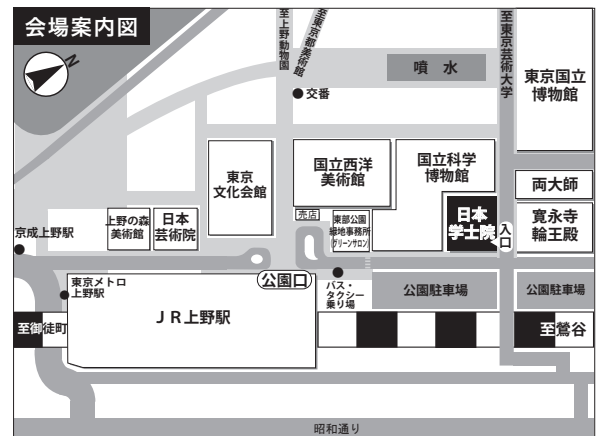 会場案内図
N
至上野動物園
至東京都美術館
噴水
至東京芸術大学
東京国立
博物館
交番
東京
文化会館
国立西洋
美術館
国立科学
博物館
両大師
上野の森
美術館
日本
芸術院
売店
東部公園
緑地事務所
グリーンサロン
日本
学士院
入口
寛永寺
輪王殿
京成上野駅
東京メトロ
上野駅
公園口
バス・
タクシー
乗り場
公園駐車場
公園駐車場
JR上野駅
至御徒町
至鶯谷
昭和通り